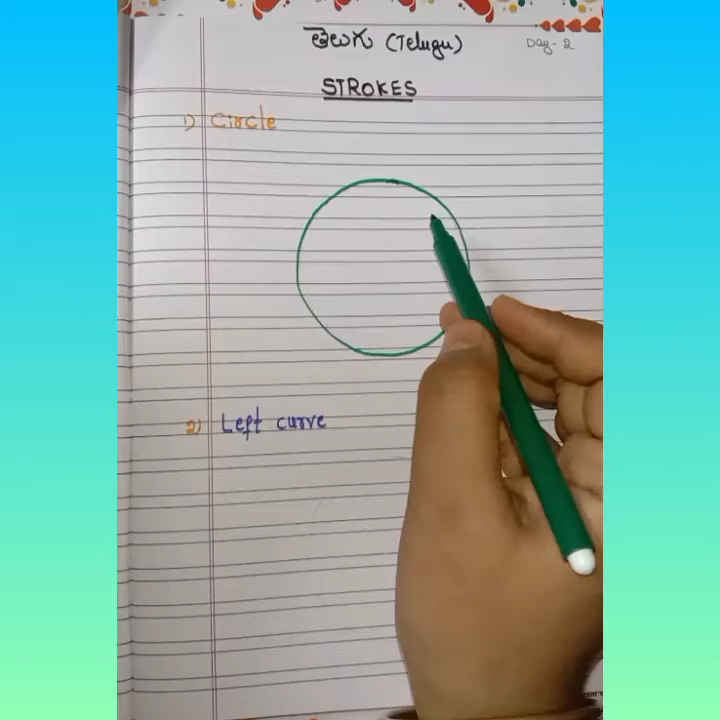 తెలుగు (Telugu)
Day-2
STROKES
1) Circle
2) Left curve